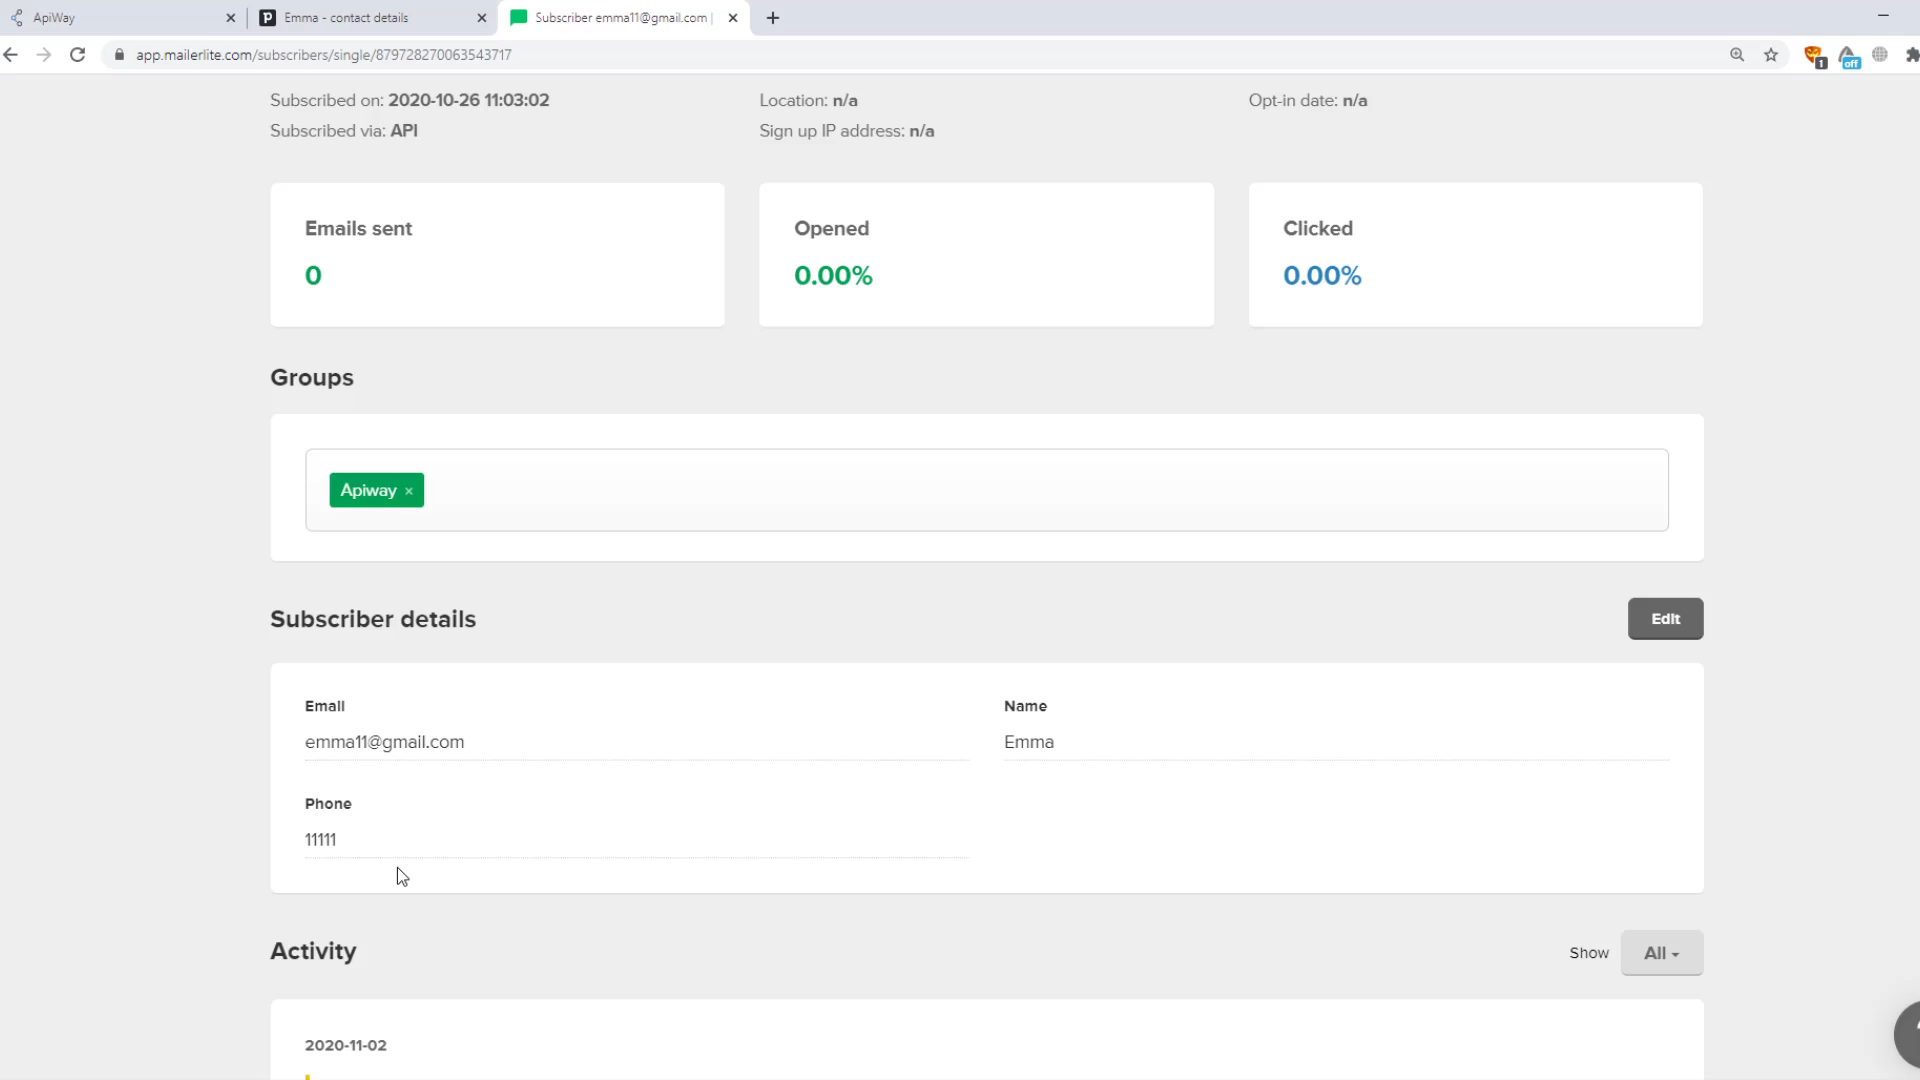 ApiWay
Emma - contact details
Subscriber emma11@gmail.com |
app.mailerlite.com/subscribers/single/879728270063543717
1
off
Subscribed on: 2020-10-26 11:03:02
Location: n/a
Opt-in date: n/a
Subscribed via: API
Sign up IP address: n/a
Emails sent
Opened
Clicked
0
0.00%
0.00%
Groups
Apiway ×
Subscriber details
Edit
Email
Name
emma11@gmail.com
Emma
Phone
11111
Activity
Show
All
2020-11-02